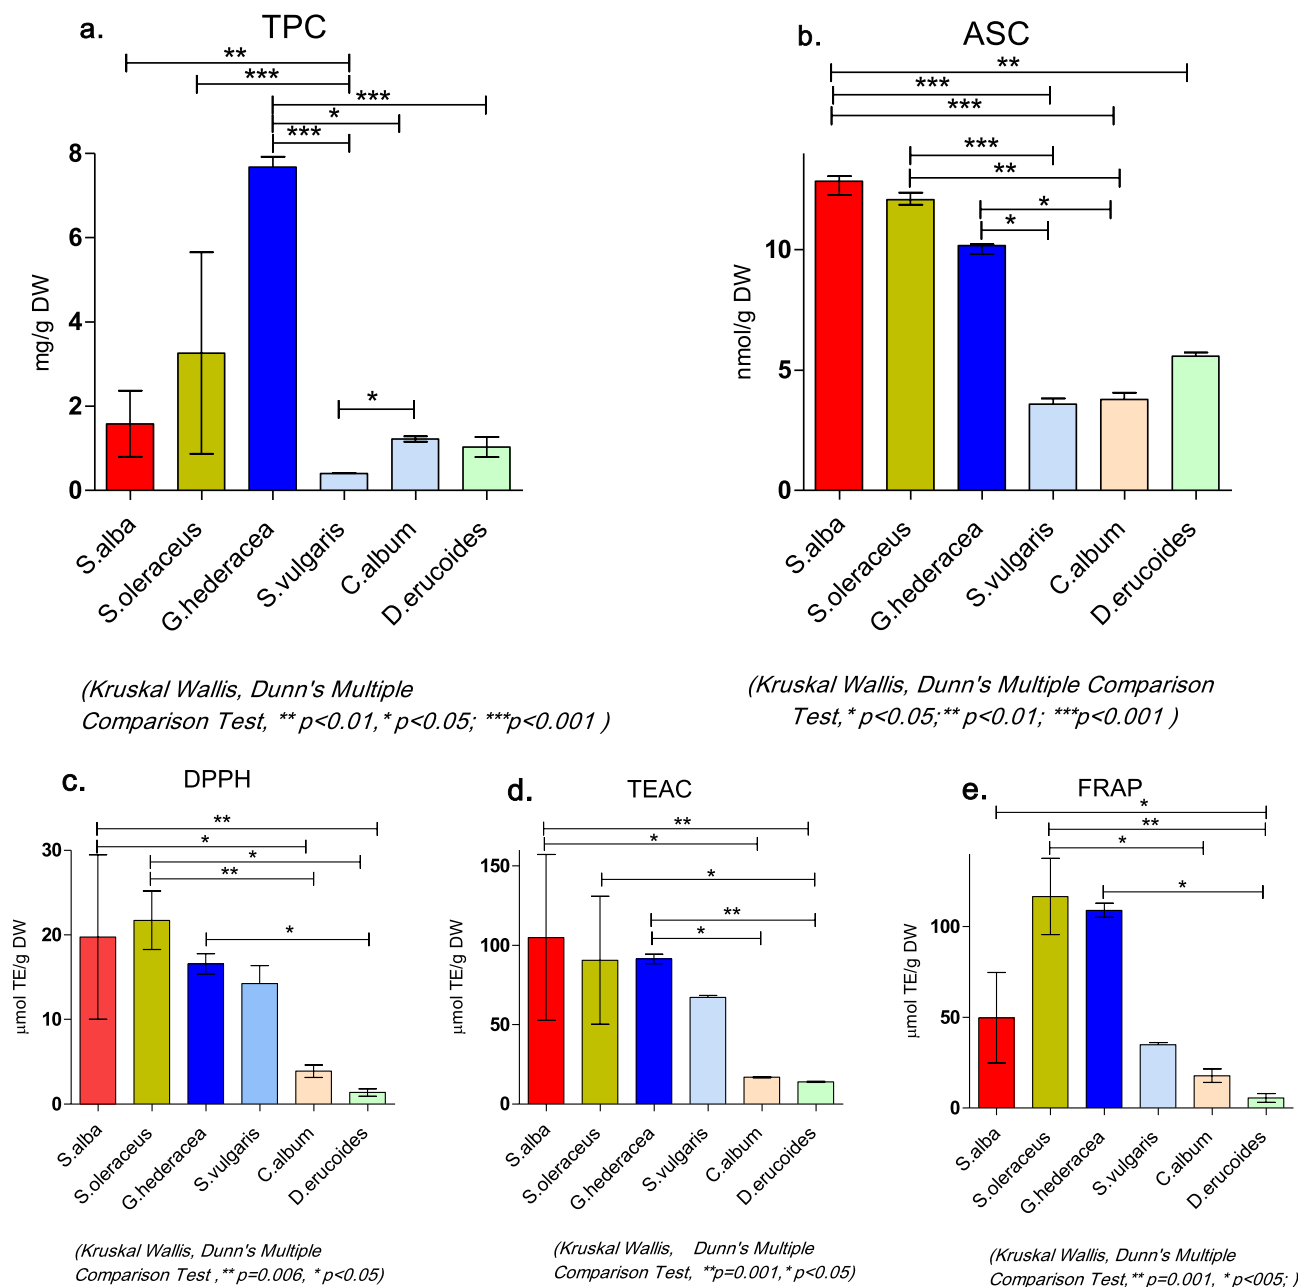 a.
TPC
**
***
***
*
***
*
8
6
4
2
0
mg/g DW
S.alba
S.oleraceus
G.hederacea
S.vulgaris
C.album
D.erucoides
(Kruskal Wallis, Dunn's Multiple
Comparison Test, ** p<0.01,* p<0.05; ***p<0.001 )
b.
ASC
**
***
***
***
**
*
*
10
5
0
nmol/g DW
S.alba
S.oleraceus
G.hederacea
S.vulgaris
C.album
D.erucoides
(Kruskal Wallis, Dunn's Multiple Comparison
Test,* p<0.05;** p<0.01; ***p<0.001 )
c.
DPPH
**
*
*
**
*
30
20
10
0
µmol TE/g DW
S.alba
S.oleraceus
G.hederacea
S.vulgaris
C.album
D.erucoides
(Kruskal Wallis, Dunn's Multiple
Comparison Test ,** p=0.006, * p<0.05)
d.
TEAC
**
*
*
**
*
150
100
50
0
µmol TE/g DW
S.alba
S.oleraceus
G.hederacea
S.vulgaris
C.album
D.erucoides
(Kruskal Wallis, Dunn's Multiple
Comparison Test, **p=0.001,* p<0.05)
e.
FRAP
*
**
*
*
100
50
0
µmol TE/g DW
S.alba
S.oleraceus
G.hederacea
S.vulgaris
C.album
D.erucoides
(Kruskal Wallis, Dunn's Multiple
Comparison Test,** p=0.001, * p<005; )